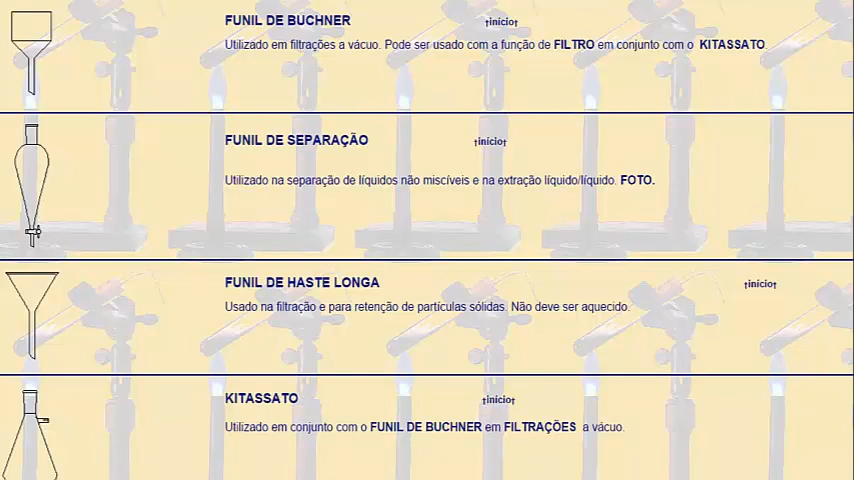 FUNIL DE BUCHNER †início†
Utilizado em filtrações a vácuo. Pode ser usado com a função de FILTRO em conjunto com o KITASSATO.
FUNIL DE SEPARAÇÃO †início†
Utilizado na separação de líquidos não miscíveis e na extração líquido/líquido. FOTO.
FUNIL DE HASTE LONGA †início†
Usado na filtração e para retenção de partículas sólidas. Não deve ser aquecido.
KITASSATO †início†
Utilizado em conjunto com o FUNIL DE BUCHNER em FILTRAÇÕES a vácuo.